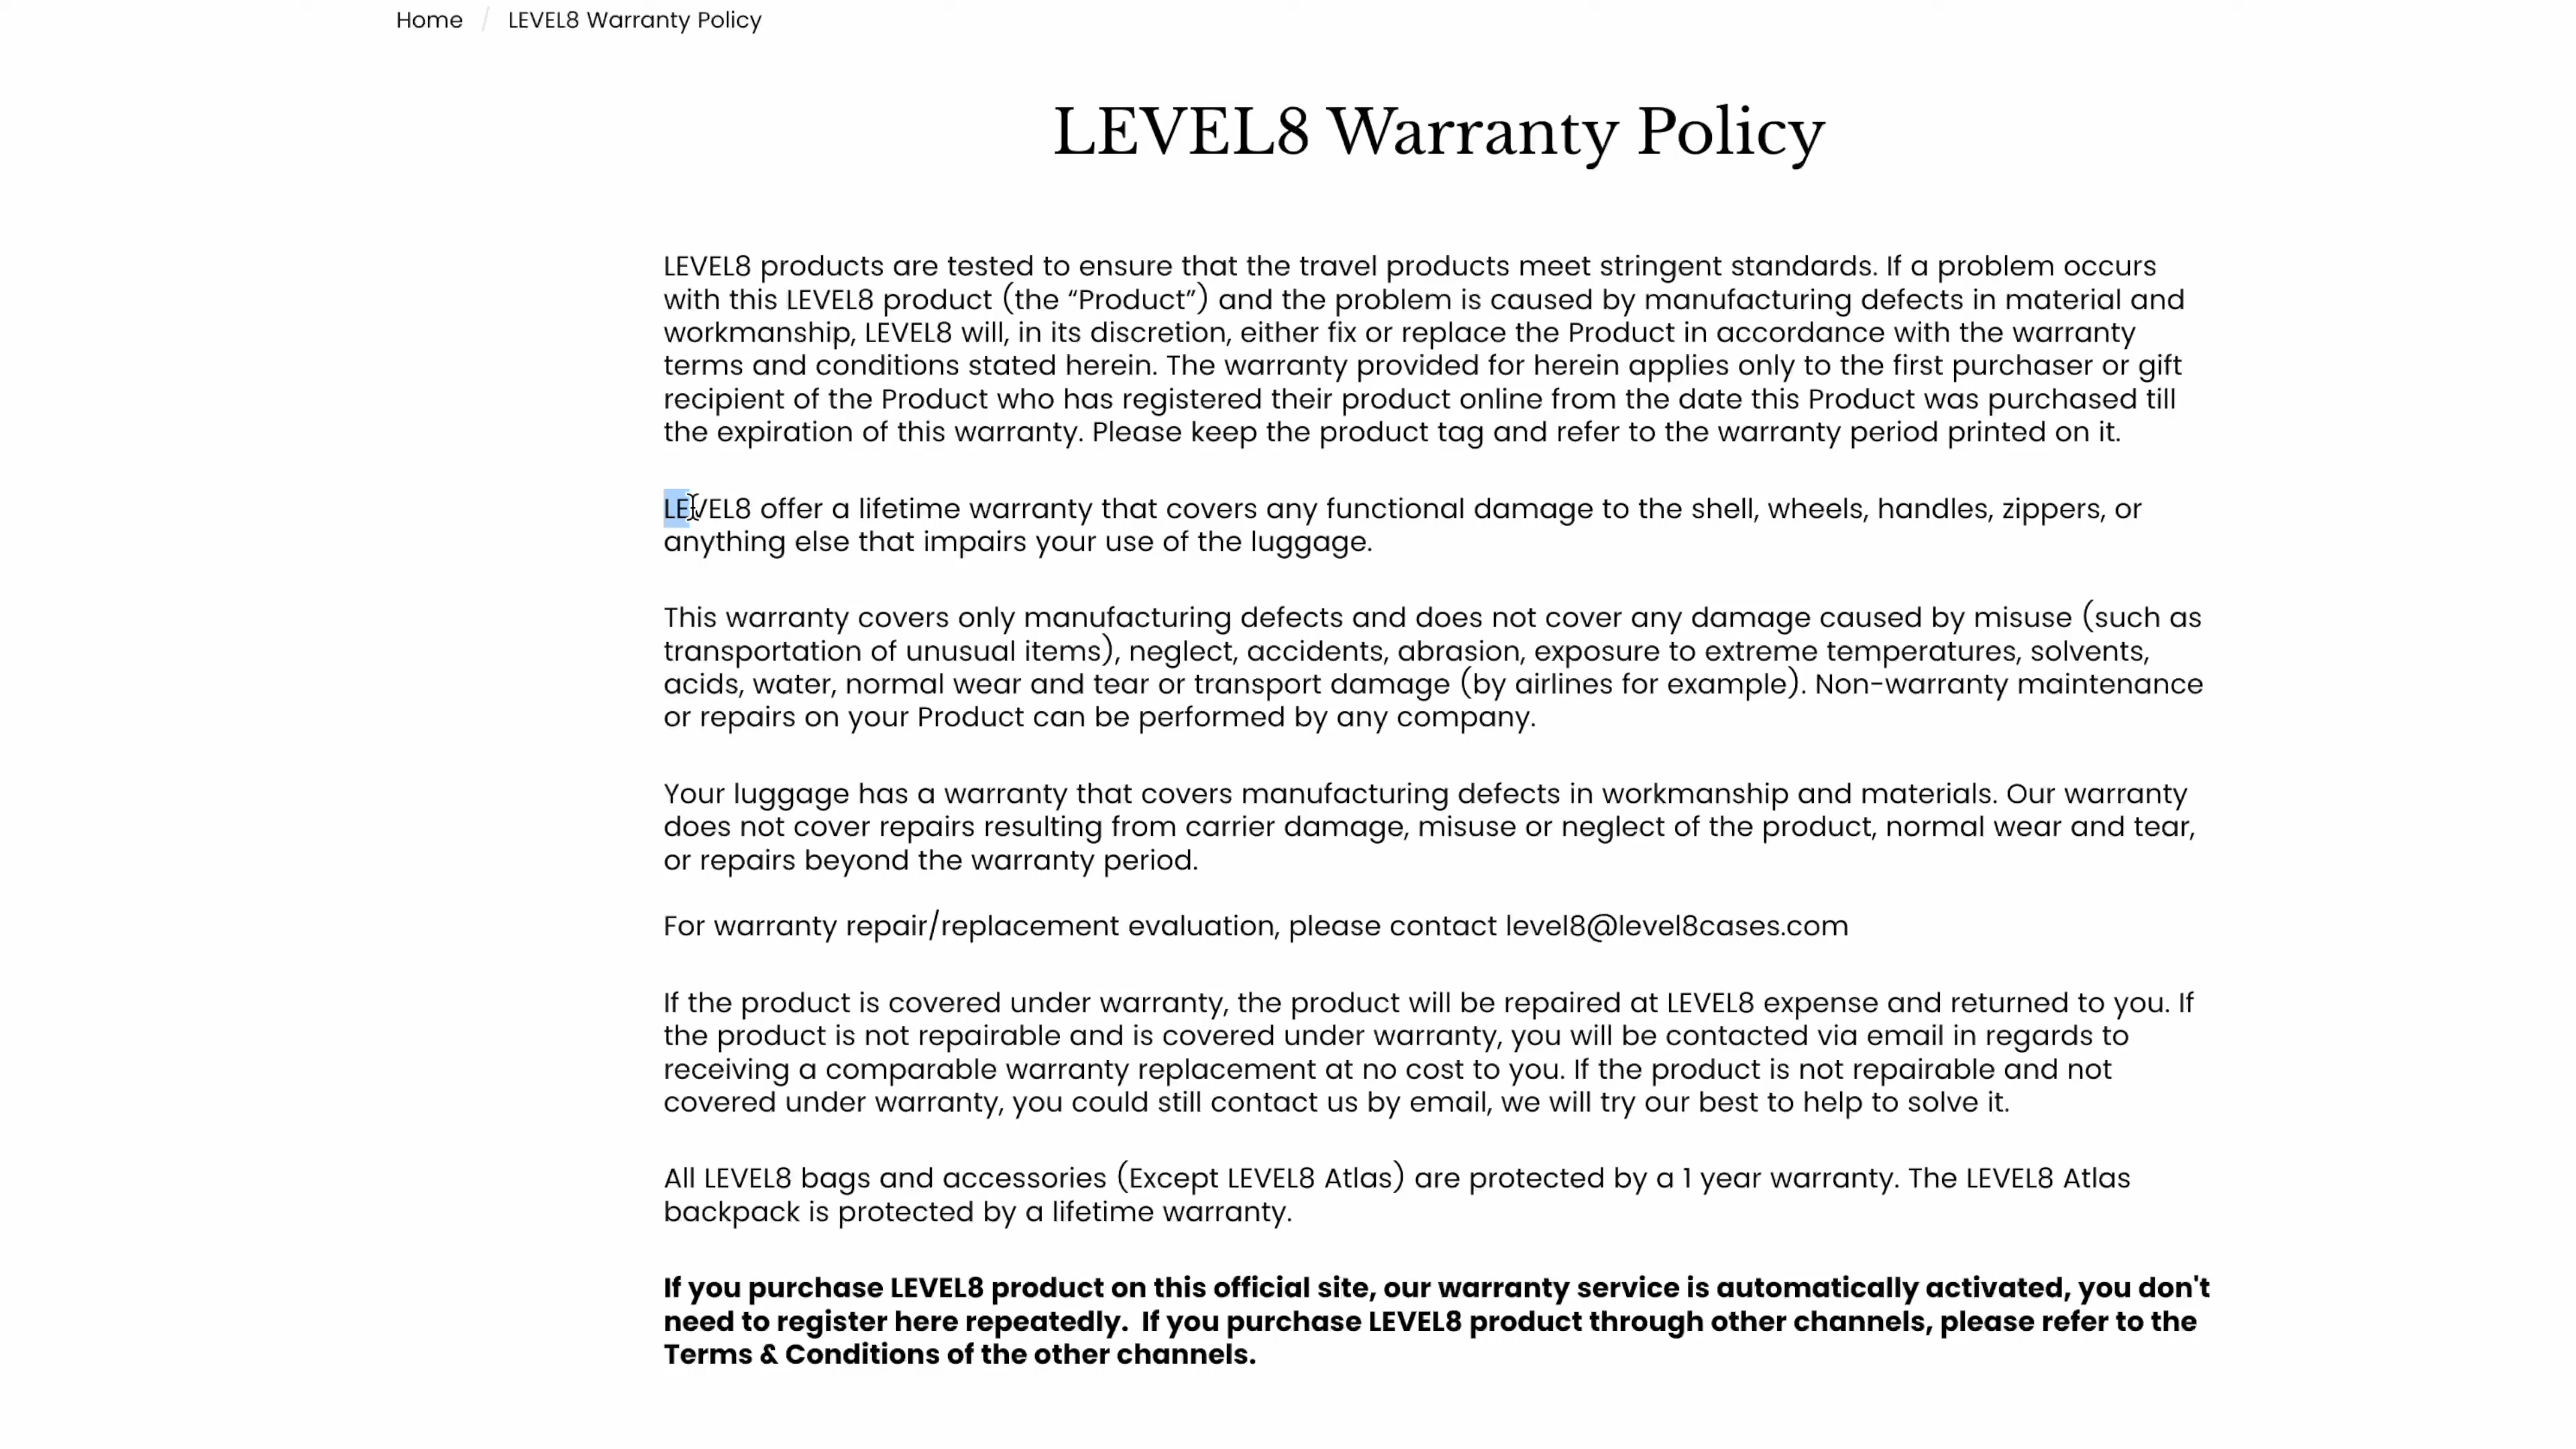 Home / LEVEL8 Warranty Policy
LEVEL8 Warranty Policy
LEVEL8 products are tested to ensure that the travel products meet stringent standards. If a problem occurs
with this LEVEL8 product (the “Product”) and the problem is caused by manufacturing defects in material and
workmanship, LEVEL8 will, in its discretion, either fix or replace the Product in accordance with the warranty
terms and conditions stated herein. The warranty provided for herein applies only to the first purchaser or gift
recipient of the Product who has registered their product online from the date this Product was purchased till
the expiration of this warranty. Please keep the product tag and refer to the warranty period printed on it.
LEVEL8 offer a lifetime warranty that covers any functional damage to the shell, wheels, handles, zippers, or
anything else that impairs your use of the luggage.
This warranty covers only manufacturing defects and does not cover any damage caused by misuse (such as
transportation of unusual items), neglect, accidents, abrasion, exposure to extreme temperatures, solvents,
acids, water, normal wear and tear or transport damage (by airlines for example). Non-warranty maintenance
or repairs on your Product can be performed by any company.
Your luggage has a warranty that covers manufacturing defects in workmanship and materials. Our warranty
does not cover repairs resulting from carrier damage, misuse or neglect of the product, normal wear and tear,
or repairs beyond the warranty period.
For warranty repair/replacement evaluation, please contact level8@level8cases.com
If the product is covered under warranty, the product will be repaired at LEVEL8 expense and returned to you. If
the product is not repairable and is covered under warranty, you will be contacted via email in regards to
receiving a comparable warranty replacement at no cost to you. If the product is not repairable and not
covered under warranty, you could still contact us by email, we will try our best to help to solve it.
All LEVEL8 bags and accessories (Except LEVEL8 Atlas) are protected by a 1 year warranty. The LEVEL8 Atlas
backpack is protected by a lifetime warranty.
If you purchase LEVEL8 product on this official site, our warranty service is automatically activated, you don't
need to register here repeatedly.  If you purchase LEVEL8 product through other channels, please refer to the
Terms & Conditions of the other channels.